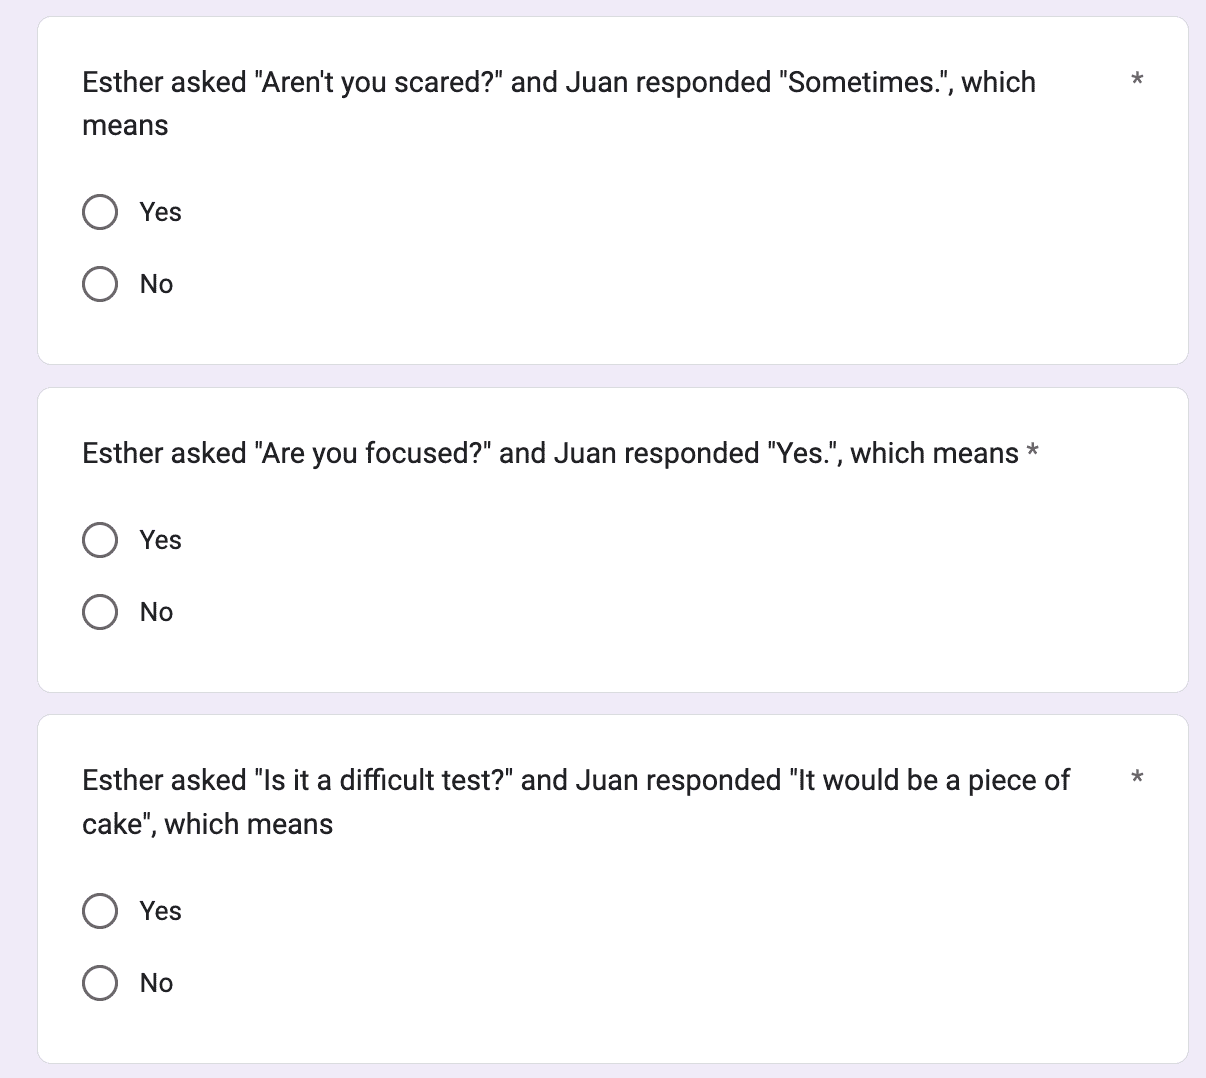 Esther asked "Aren't you scared?" and Juan responded "Sometimes.", which *
means
Yes
No
Esther asked "Are you focused?" and Juan responded "Yes.", which means *
Yes
No
Esther asked "Is it a difficult test?" and Juan responded "It would be a piece of *
cake", which means
Yes
No